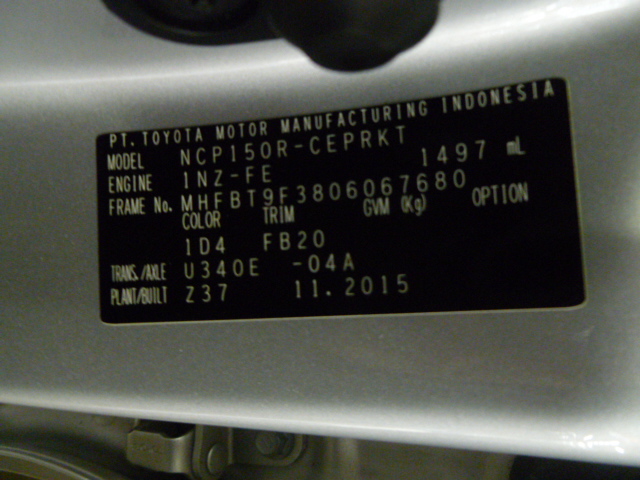 PT. TOYOTA MOTOR MANUFACTURING INDONESIA
MODEL NCP150R-CEPRKT
ENGINE 1NZ-FE 1497 mL
FRAME No. MHFBT9F3806067680
COLOR TRIM GVM (Kg) OPTION
1D4 FB20
TRANS./AXLE U340E -04A
PLANT/BUILT Z37 11.2015